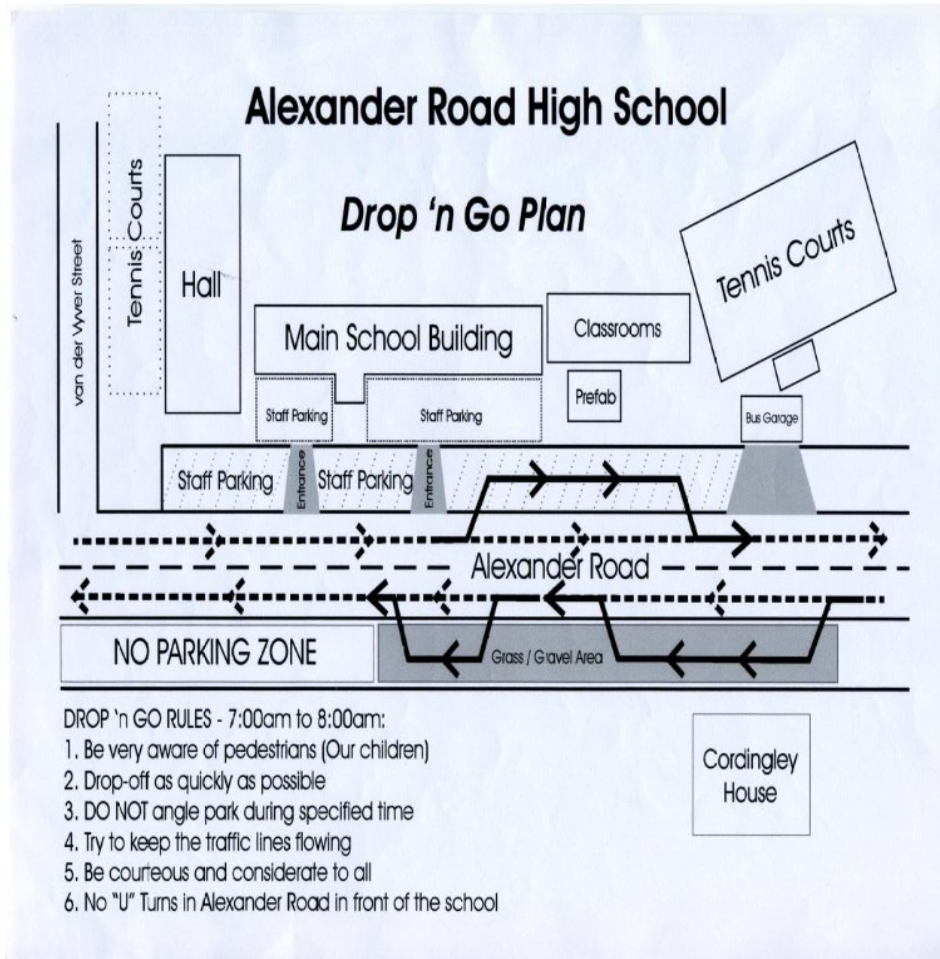 Alexander Road High School
Drop 'n Go Plan
van der Vyver Street
Tennis Courts
Hall
Main School Building
Classrooms
Tennis Courts
Prefab
Staff Parking
Staff Parking
Bus Garage
Staff Parking
Entrance
Staff Parking
Entrance
Alexander Road
NO PARKING ZONE
Grass / Gravel Area
DROP 'n GO RULES - 7:00am to 8:00am:
1. Be very aware of pedestrians (Our children)
2. Drop-off as quickly as possible
3. DO NOT angle park during specified time
4. Try to keep the traffic lines flowing
5. Be courteous and considerate to all
6. No "U" Turns in Alexander Road in front of the school
Cordingley
House